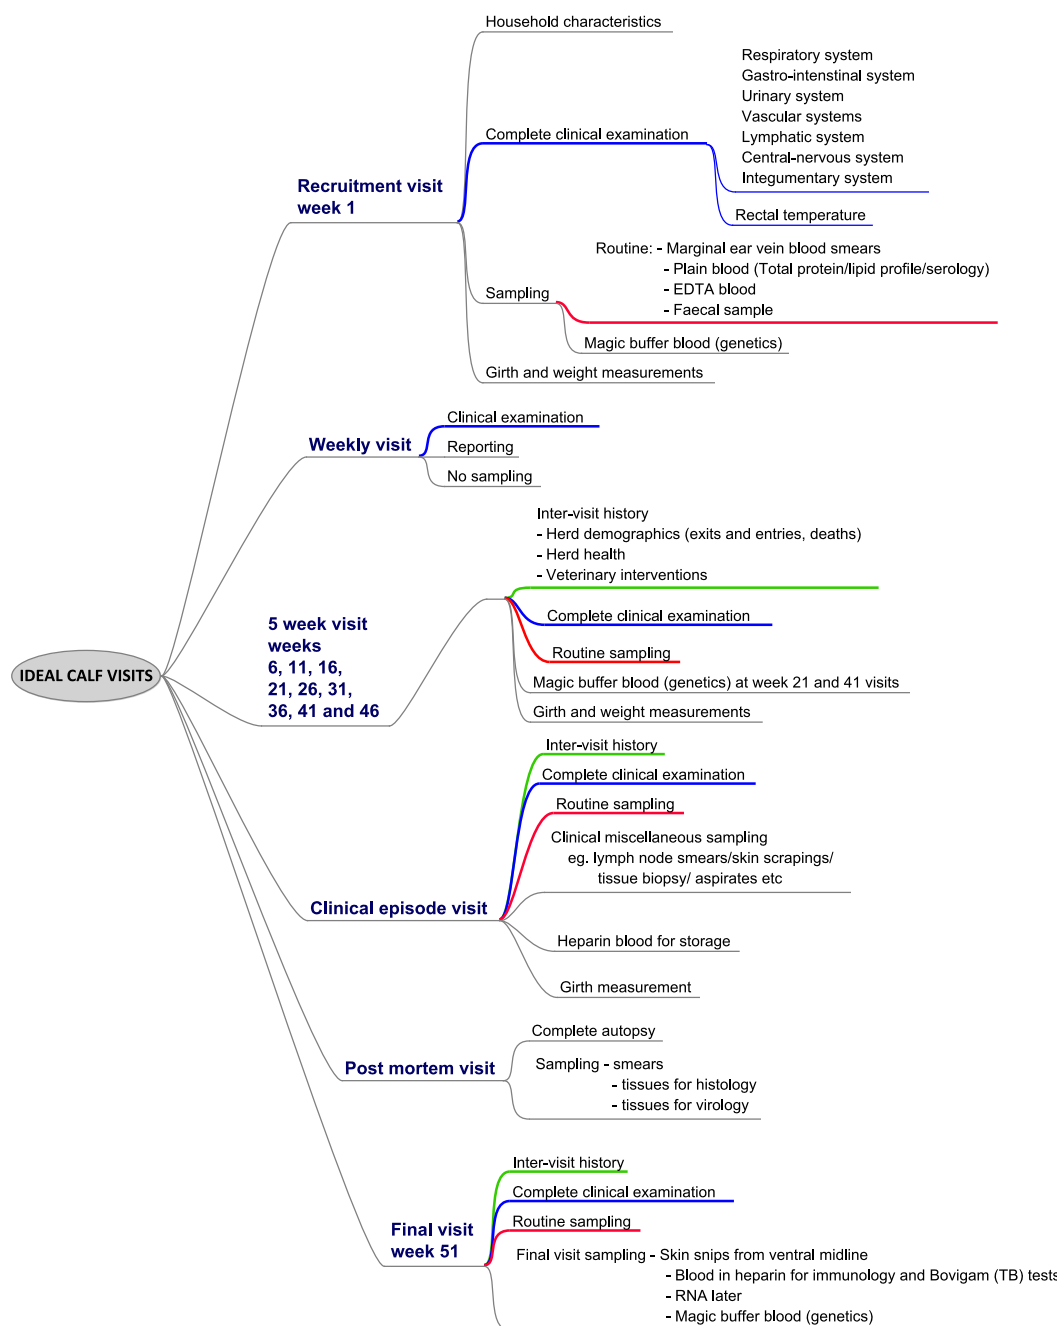 IDEAL CALF VISITS
Recruitment visit
week 1
Household characteristics
Complete clinical examination
Respiratory system
Gastro-intenstinal system
Urinary system
Vascular systems
Lymphatic system
Central-nervous system
Integumentary system
Rectal temperature
Sampling
Routine: - Marginal ear vein blood smears
- Plain blood (Total protein/lipid profile/serology)
- EDTA blood
- Faecal sample
Magic buffer blood (genetics)
Girth and weight measurements
Weekly visit
Clinical examination
Reporting
No sampling
5 week visit
weeks
6, 11, 16,
21, 26, 31,
36, 41 and 46
Inter-visit history
- Herd demographics (exits and entries, deaths)
- Herd health
- Veterinary interventions
Complete clinical examination
Routine sampling
Magic buffer blood (genetics) at week 21 and 41 visits
Girth and weight measurements
Clinical episode visit
Inter-visit history
Complete clinical examination
Routine sampling
Clinical miscellaneous sampling
eg. lymph node smears/skin scrapings/
tissue biopsy/ aspirates etc
Heparin blood for storage
Girth measurement
Post mortem visit
Complete autopsy
Sampling - smears
- tissues for histology
- tissues for virology
Final visit
week 51
Inter-visit history
Complete clinical examination
Routine sampling
Final visit sampling - Skin snips from ventral midline
- Blood in heparin for immunology and Bovigam (TB) tests
- RNA later
- Magic buffer blood (genetics)